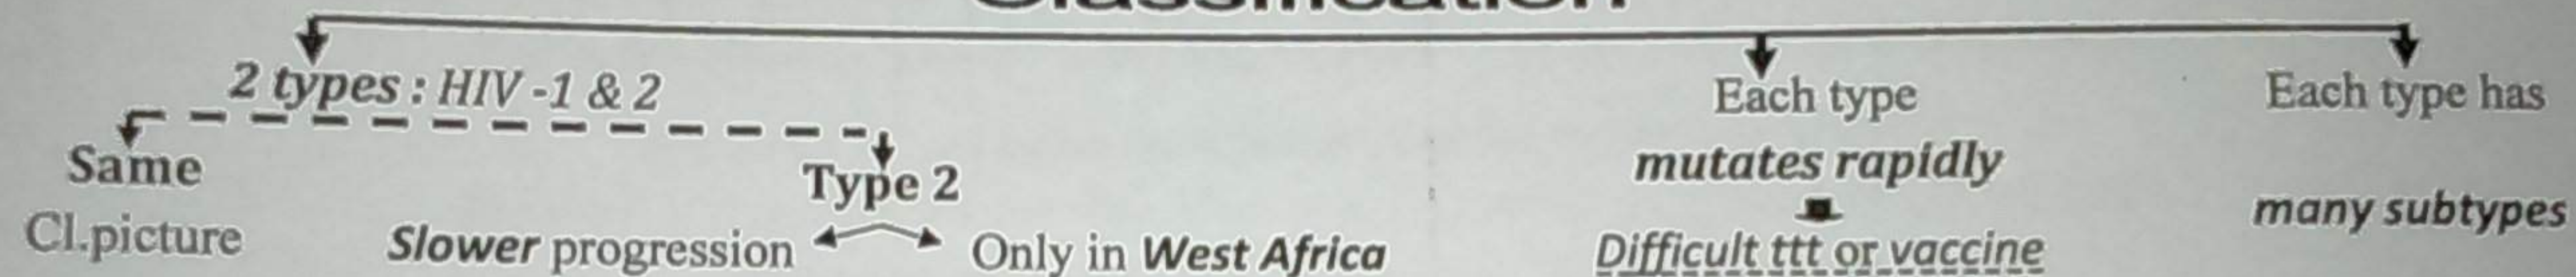 Classification
2 types : HIV -1 & 2
Same
Cl.picture
Type 2
Slower progression
Only in West Africa
Each type
mutates rapidly
Difficult ttt or vaccine
Each type has
many subtypes